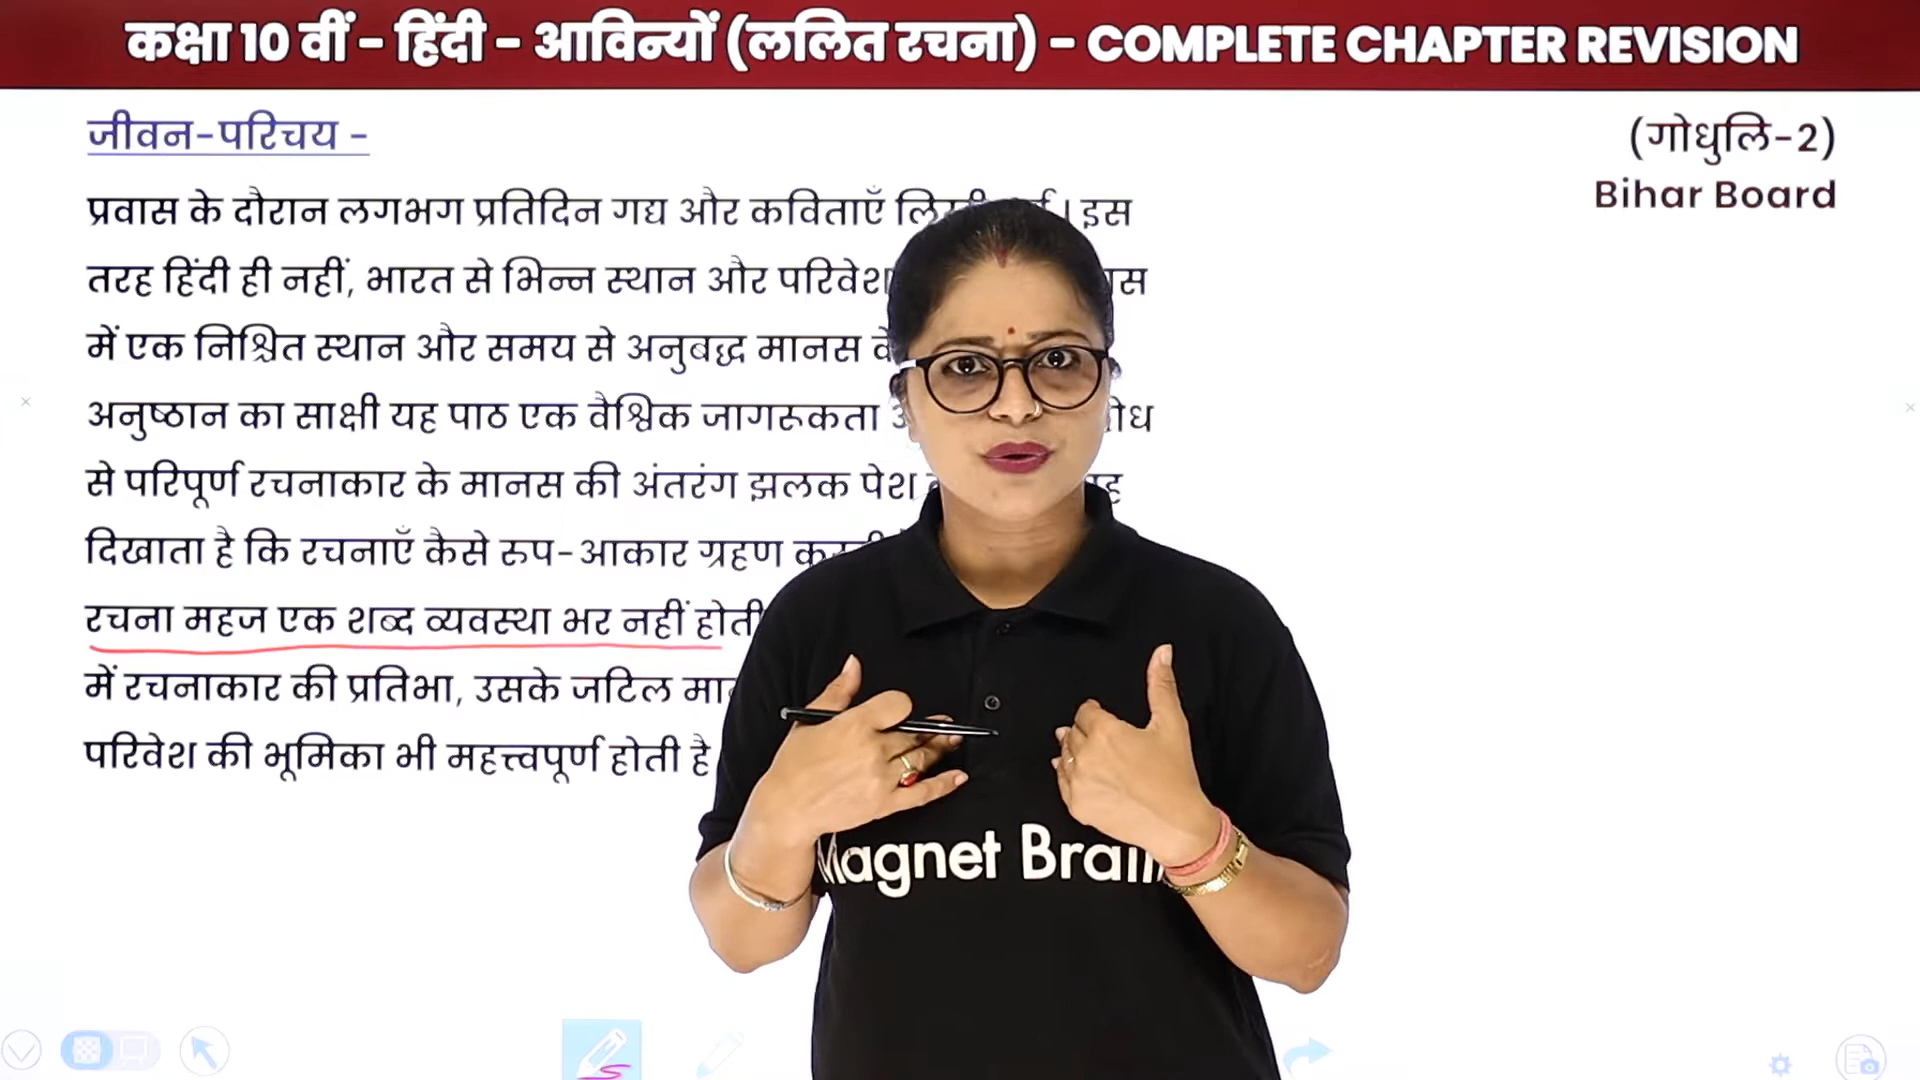 कक्षा 10 वीं - हिंदी - आविन्यों (ललित रचना) - COMPLETE CHAPTER REVISION
जीवन-परिचय -
(गोधुलि-2)
Bihar Board
प्रवास के दौरान लगभग प्रतिदिन गद्य और कविताएँ । इस
तरह हिंदी ही नहीं, भारत से भिन्न स्थान और
में एक निश्चित स्थान और समय से अनुबद्ध मानस
अनुष्ठान का साक्षी यह पाठ एक वैश्विक जागरूकता
से परिपूर्ण रचनाकार के मानस की अंतरंग झलक
दिखाता है कि रचनाएँ कैसे रुप-आकार ग्रहण
रचना महज एक शब्द व्यवस्था भर नहीं होती
में रचनाकार की प्रतिभा, उसके जटिल
परिवेश की भूमिका भी महत्त्वपूर्ण होती है
Magnet Brain